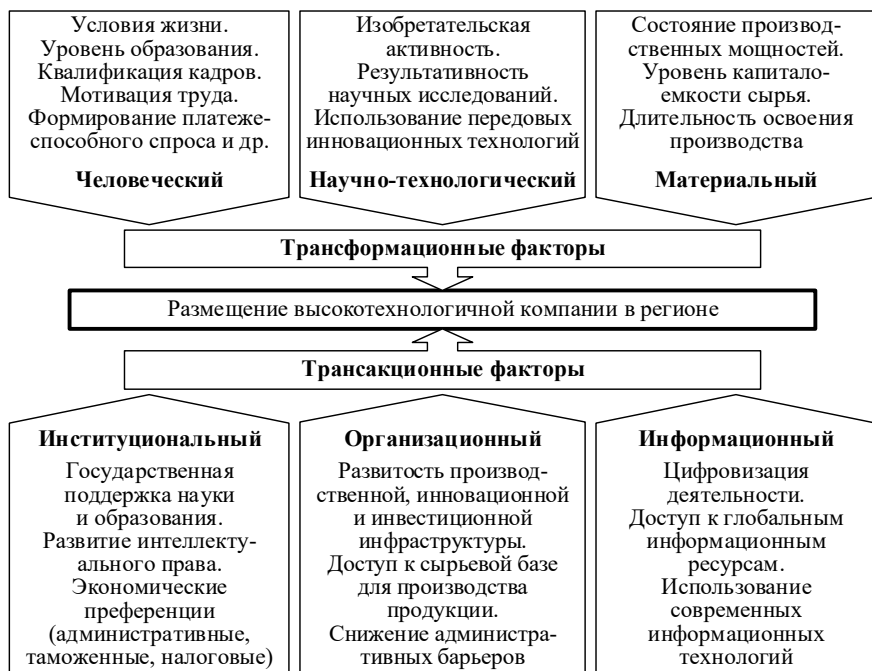 Условия жизни.
Уровень образования.
Квалификация кадров.
Мотивация труда.
Формирование платеже-
способного спроса и др.
Человеческий
Изобретательская
активность.
Результативность
научных исследований.
Использование передовых
инновационных технологий
Научно-технологический
Состояние производ-
ственных мощностей.
Уровень капитало-
емкости сырья.
Длительность освоения
производства
Материальный
Трансформационные факторы
Размещение высокотехнологичной компании в регионе
Трансакционные факторы
Институциональный
Государственная
поддержка науки
и образования.
Развитие интеллекту-
ального права.
Экономические
преференции
(административные,
таможенные, налоговые)
Организационный
Развитость производ-
ственной, инновационной
и инвестиционной
инфраструктуры.
Доступ к сырьевой базе
для производства
продукции.
Снижение административ-
тивных барьеров
Информационный
Цифровизация
деятельности.
Доступ к глобальным
информационным
ресурсам.
Использование
современных
информационных
технологий